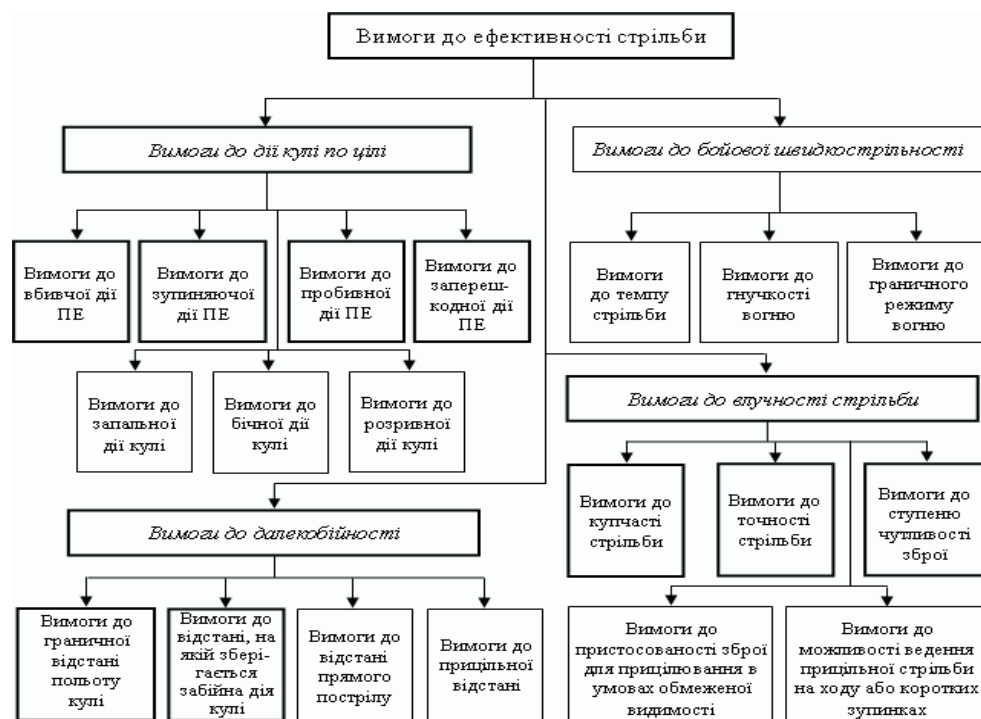 Вимоги до ефективності стрільби
Вимоги до дії кулі по цілі
Вимоги до бойової швидкострільності
Вимоги до
вбивчої дії
ПЕ
Вимоги до
зупиняючої
дії ПЕ
Вимоги до
пробивної
дії ПЕ
Вимоги до
запереш-
кодної дії
ПЕ
Вимоги
до темпу
стрільби
Вимоги до
гнучкості
вогню
Вимоги до
граничного
режиму
вогню
Вимоги до
запальної
дії кулі
Вимоги до
бічної дії
кулі
Вимоги до
розривної
дії кулі
Вимоги до влучності стрільби
Вимоги до
купчасті
стрільби
Вимоги до
точності
стрільби
Вимоги до
ступеню
чутливості
зброї
Вимоги до далекобійності
Вимоги до
граничної
відстані
польоту
кулі
Вимоги до
відстані, на
якій збері-
гається
забійна дія
кулі
Вимоги до
відстані
прямого
пострілу
Вимоги до
прицільної
відстані
Вимоги до
пристосованості зброї
для прицілювання в
умовах обмеженої
видимості
Вимоги до
можливості ведення
прицільної стрільби
на ходу або коротких
зупинках